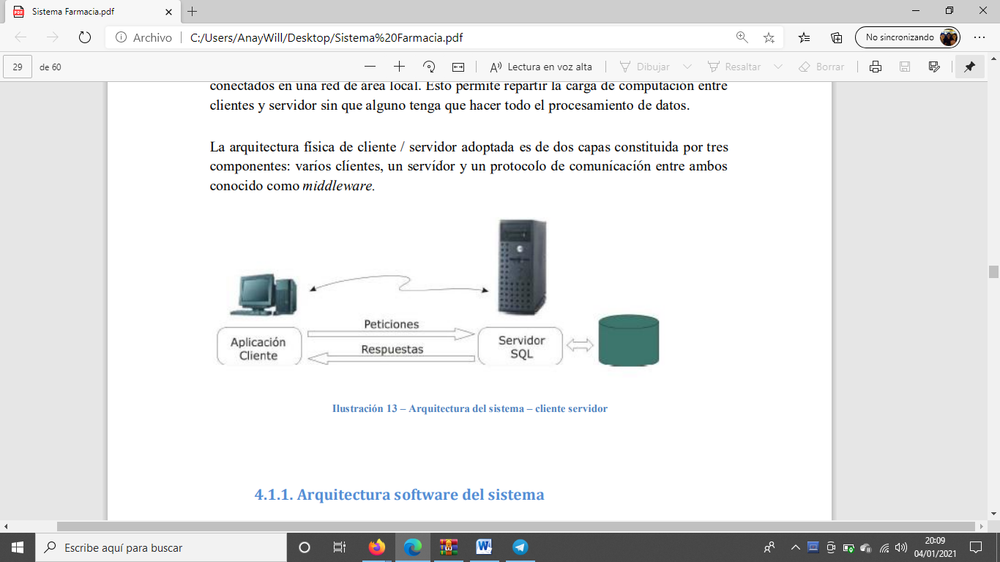 Sistema Farmacia.pdf
Archivo
C:/Users/AnayWill/Desktop/Sistema%20Farmacia.pdf
No sincronizando
29 de 60
Lectura en voz alta
Dibujar
Resaltar
Borrar
conectados en una red de área local. Esto permite repartir la carga de computación entre
clientes y servidor sin que alguno tenga que hacer todo el procesamiento de datos.
La arquitectura física de cliente / servidor adoptada es de dos capas constituida por tres
componentes: varios clientes, un servidor y un protocolo de comunicación entre ambos
conocido como middleware.
Peticiones
Aplicación
Cliente
Respuestas
Servidor
SQL
Ilustración 13 – Arquitectura del sistema – cliente servidor
4.1.1. Arquitectura software del sistema
Escribe aquí para buscar
20:09
04/01/2021